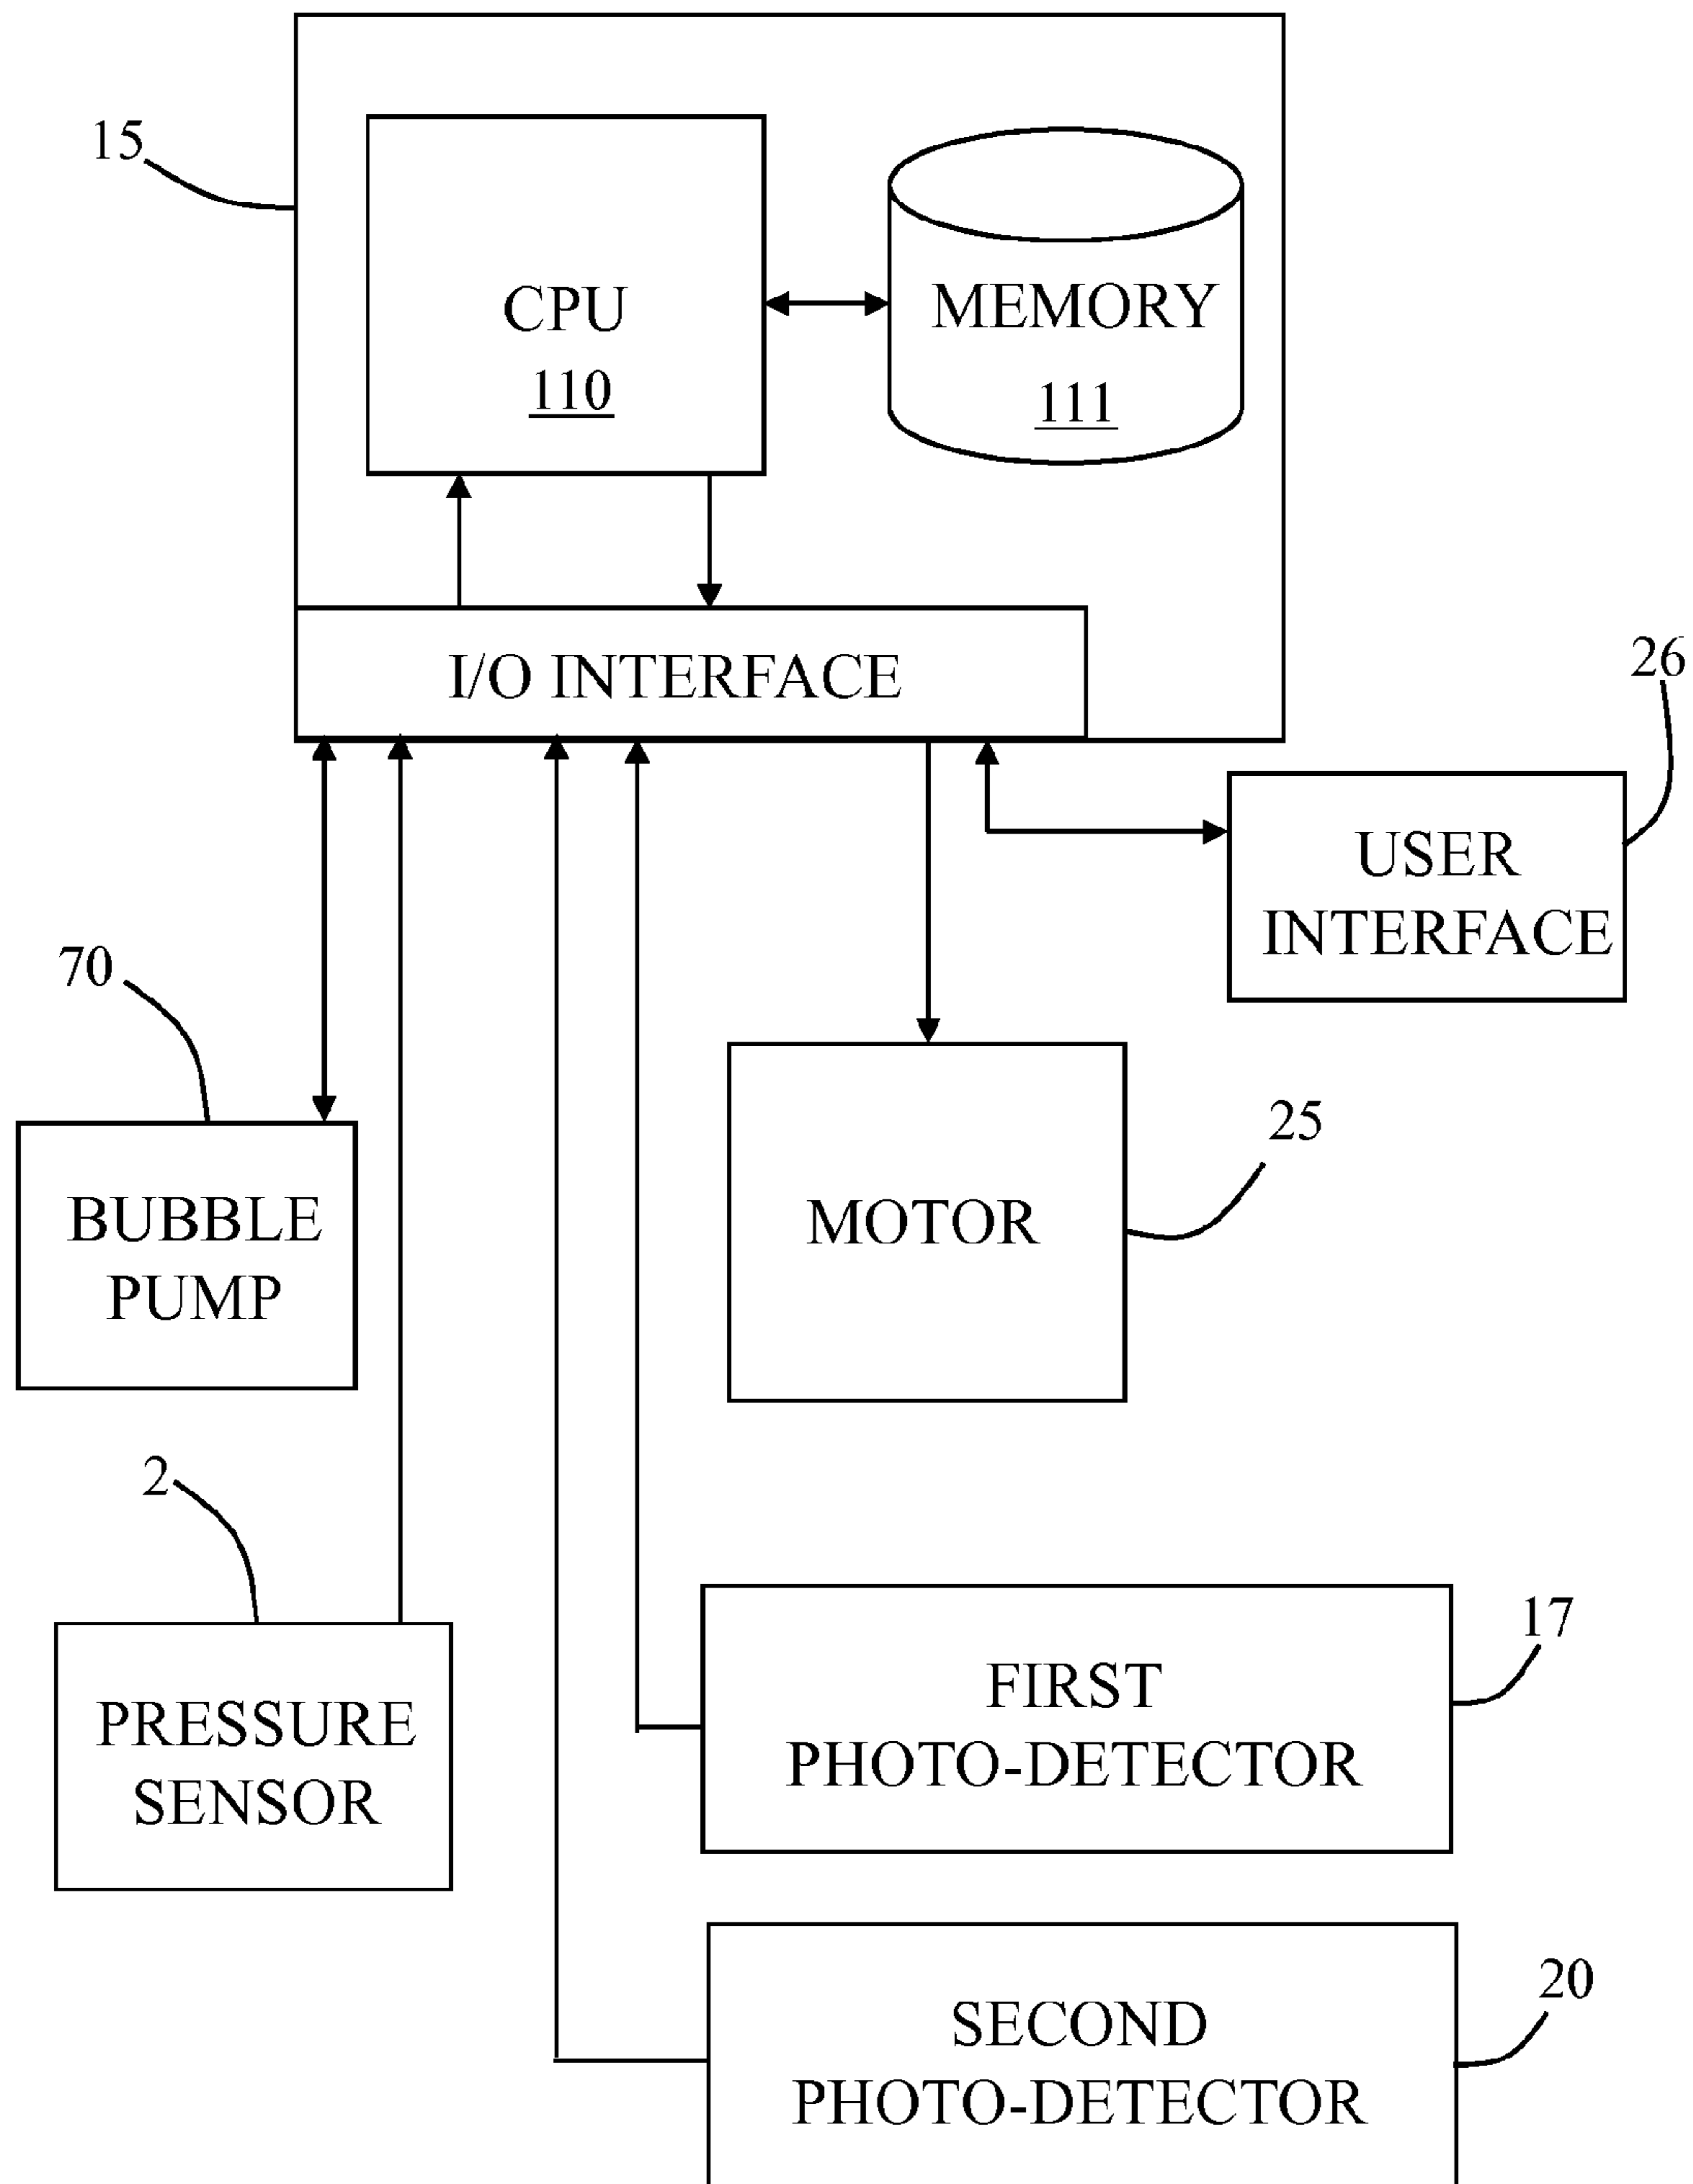 15
CPU
110
MEMORY
111
I/O INTERFACE
26
USER
INTERFACE
70
BUBBLE
PUMP
MOTOR
25
2
PRESSURE
SENSOR
FIRST
PHOTO-DETECTOR
17
SECOND
PHOTO-DETECTOR
20